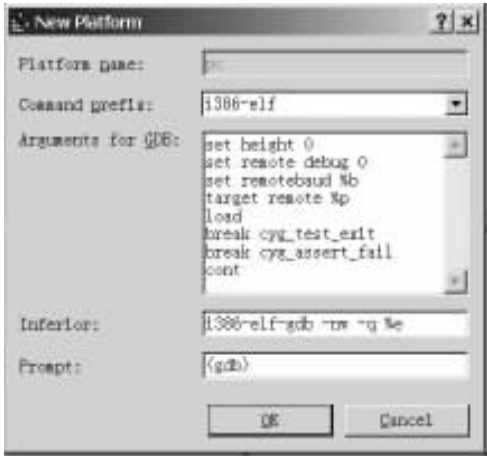 New Platform
Platform name:
pc
Command prefix:
i386-elf
Arguments for GDB:
set height 0
set remote debug 0
set remotebaud %b
target remote %p
load
break cyg_test_exit
break cyg_assert_fail
cont
Inferior:
i386-elf-gdb -nw -q %e
Prompt:
(gdb)
OK
Cancel